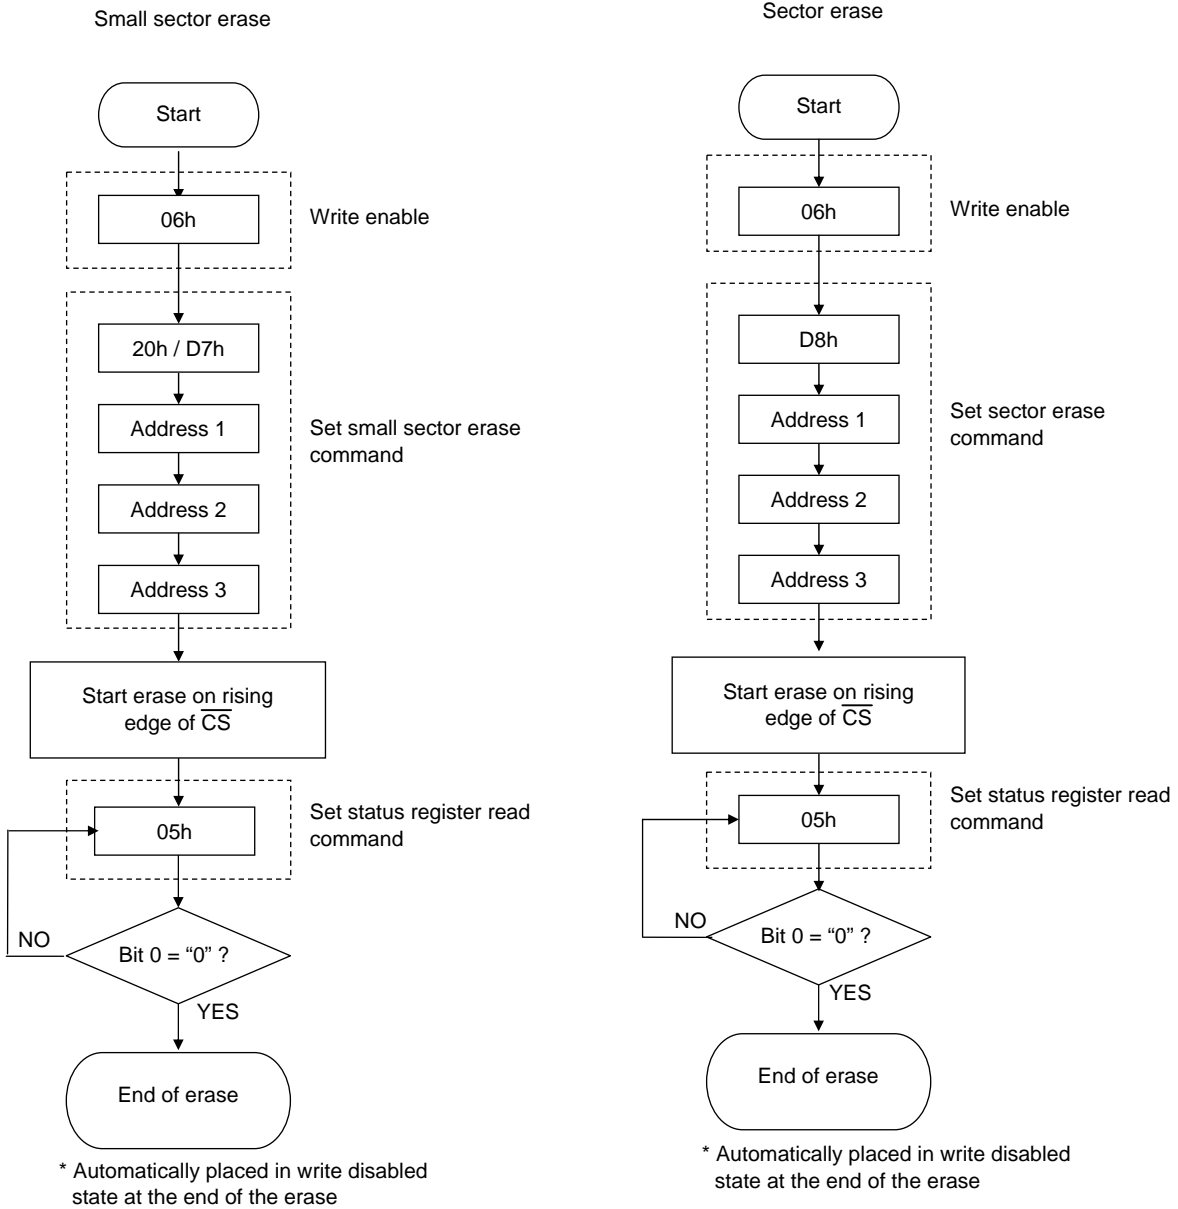 Small sector erase
Start
06h
Write enable
20h / D7h
Address 1
Set small sector erase
command
Address 2
Address 3
Start erase on rising
edge of C̅S̅
Set status register read
command
05h
NO
Bit 0 = “0” ?
YES
End of erase
* Automatically placed in write disabled
state at the end of the erase
Sector erase
Start
06h
Write enable
D8h
Address 1
Set sector erase
command
Address 2
Address 3
Start erase on rising
edge of C̅S̅
Set status register read
command
05h
NO
Bit 0 = “0” ?
YES
End of erase
* Automatically placed in write disabled
state at the end of the erase